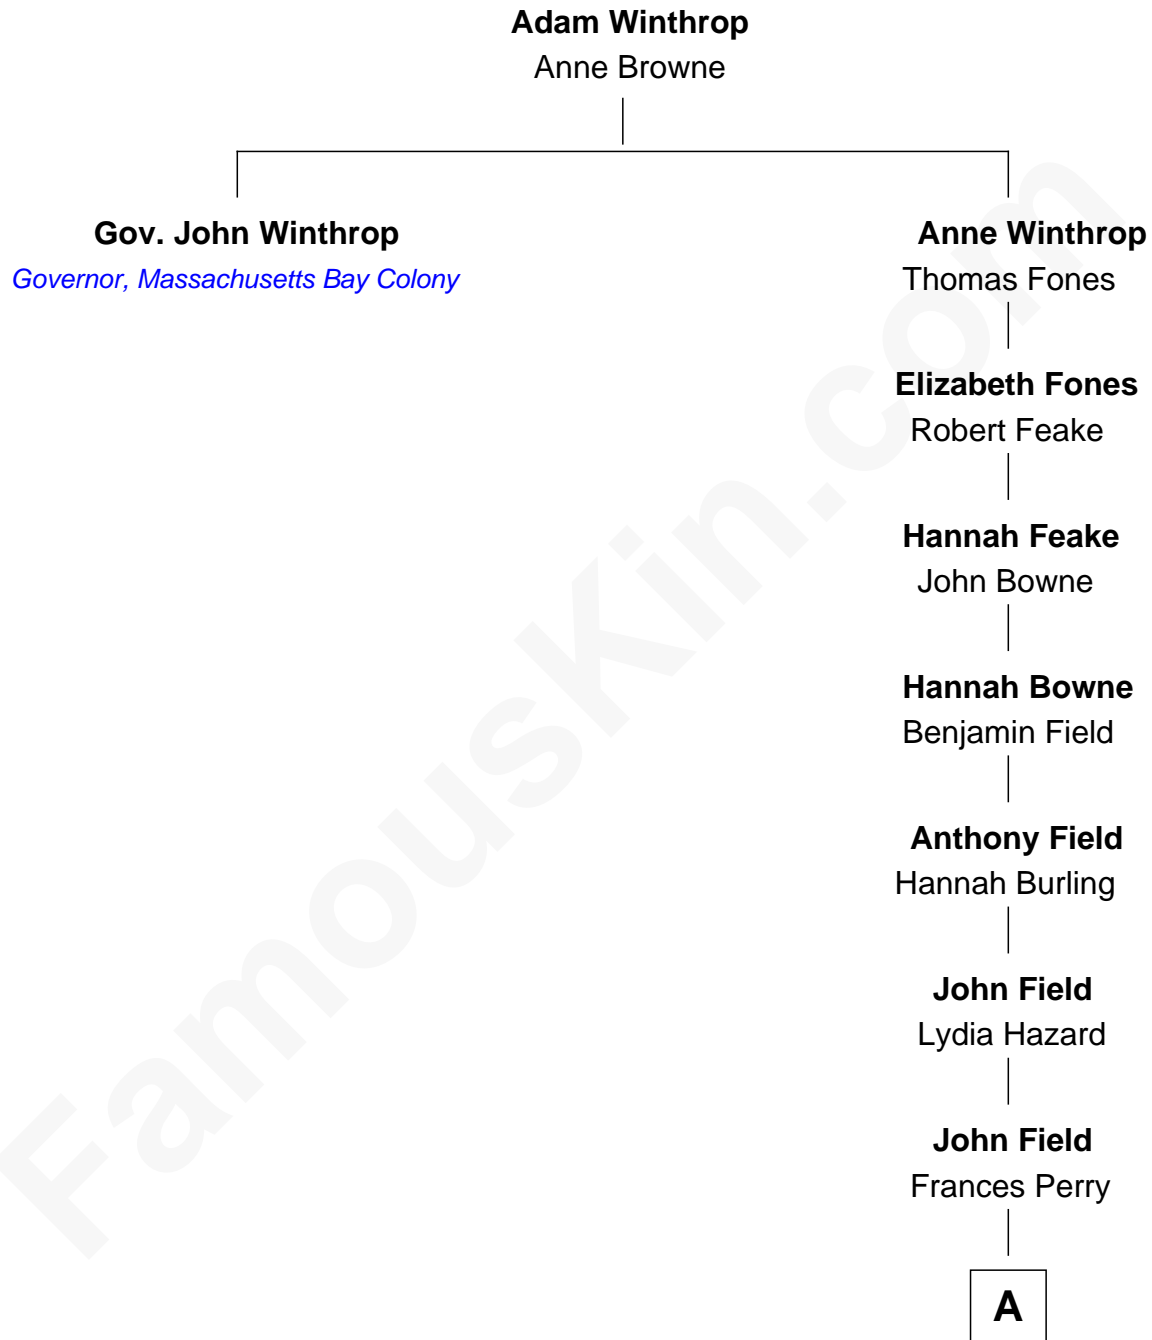 Adam Winthrop
Anne Browne
Gov. John Winthrop
Governor, Massachusetts Bay Colony
Anne Winthrop
Thomas Fones
Elizabeth Fones
Robert Feake
Hannah Feake
John Bowne
Hannah Bowne
Benjamin Field
Anthony Field
Hannah Burling
John Field
Lydia Hazard
John Field
Frances Perry
A
FamousKin.com